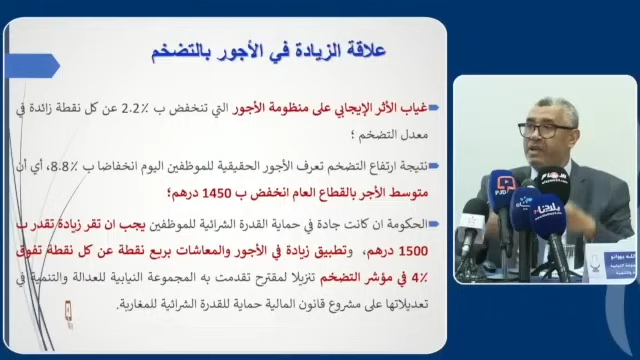 علاقة الزيادة في الأجور بالتضخم
غياب الأثر الإيجابي على منظومة الأجور التي تنخفض ب ٪2.2 عن كل نقطة زائدة في
معدل التضخم ؛
نتيجة ارتفاع التضخم تعرف الأجور الحقيقية للموظفين اليوم انخفاضا ب ٪8.8، أي أن
متوسط الأجر بالقطاع العام انخفض ب 1450 درهم؛
الحكومة ان كانت جادة في حماية القدرة الشرائية للموظفين يجب ان تقر زيادة تقدر ب
1500 درهم، وتطبيق زيادة في الأجور والمعاشات بربع نقطة عن كل نقطة تفوق
٪4 في مؤشر التضخم تنزيلا لمقترح تقدمت به المجموعة النيابية للعدالة والتنمية في
تعديلاتها على مشروع قانون المالية حماية للقدرة الشرائية للمغاربة.